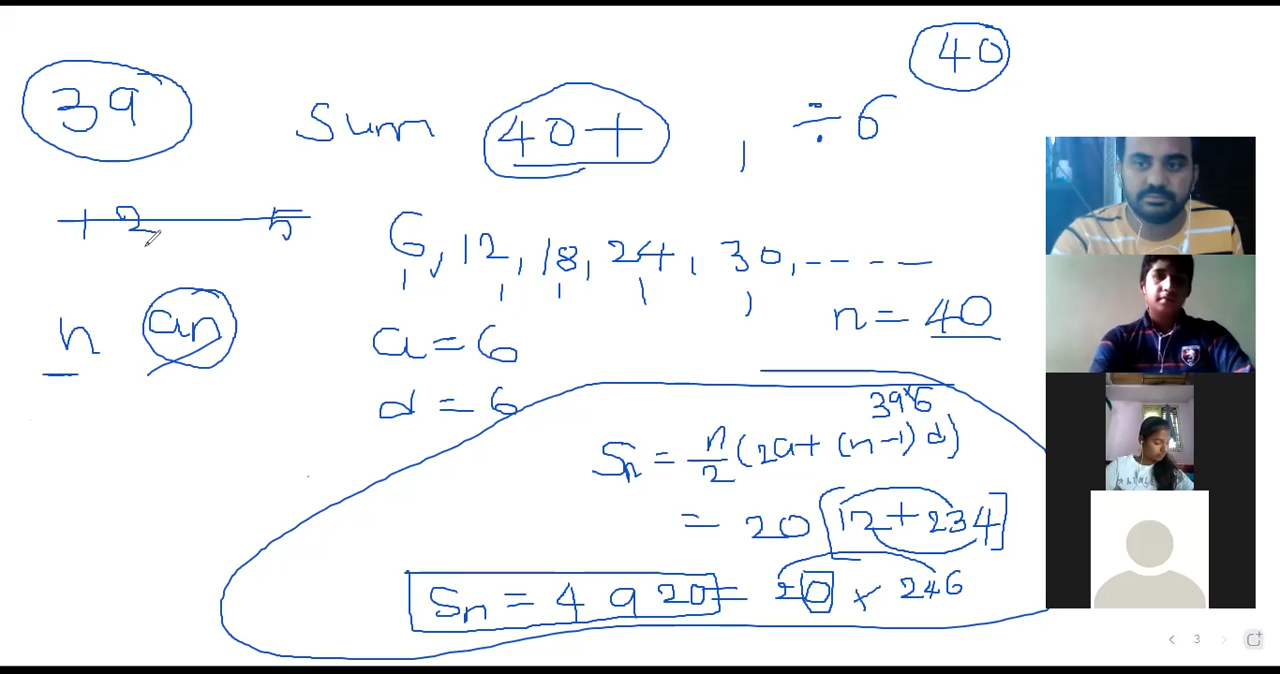 40
39
Sum 40+, ÷6
1 2 5
6, 12, 18, 24, 30, ----
n an
n = 40
a = 6
d = 6
39×6
Sn = n/2 (2a + (n-1) d)
= 20 [12 + 234]
Sn = 4920 = 20 × 246
3